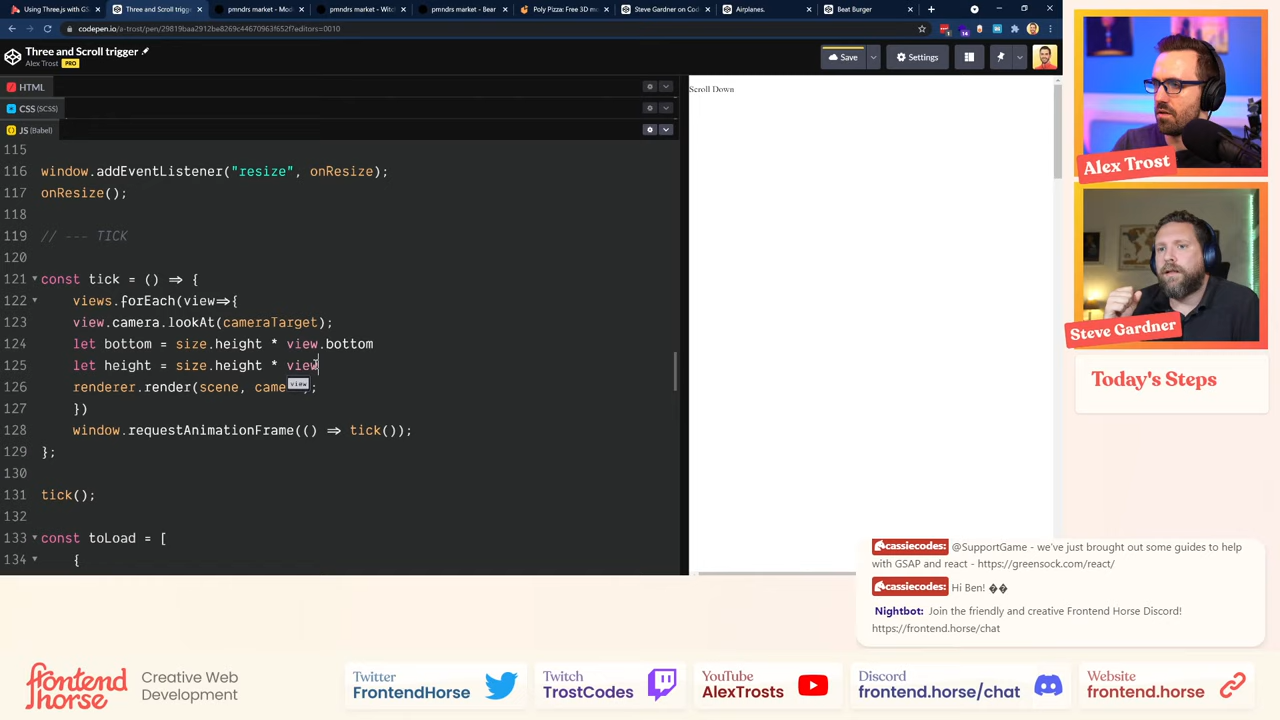 Using Three.js with GS
Three and Scroll trigg
pmndrs market – Mod
pmndrs market – Witc
pmndrs market – Bear
Poly Pizza: Free 3D m
Steve Gardner on Cod
Airplanes.
Beat Burger
codepen.io/a-trost/pen/29819baa2912be8269c44670963f652f?editors=0010
Three and Scroll trigger
Alex Trost PRO
Save
Settings
HTML
CSS (SCSS)
JS (Babel)
115
116 window.addEventListener("resize", onResize);
117 onResize();
118
119 // --- TICK
120
121 const tick = () => {
122 views.forEach(view=>{
123 view.camera.lookAt(cameraTarget);
124 let bottom = size.height * view.bottom
125 let height = size.height * view
126 renderer.render(scene, came );
view
127 })
128 window.requestAnimationFrame(() => tick());
129 };
130
131 tick();
132
133 const toLoad = [
134 {
Scroll Down
Alex Trost
Steve Gardner
Today's Steps
cassiecodes: @SupportGame - we've just brought out some guides to help
with GSAP and react - https://greensock.com/react/
cassiecodes: Hi Ben! ��
Nightbot: Join the friendly and creative Frontend Horse Discord!
https://frontend.horse/chat
frontend
horse
Creative Web
Development
Twitter
FrontendHorse
Twitch
TrostCodes
YouTube
AlexTrosts
Discord
frontend.horse/chat
Website
frontend.horse